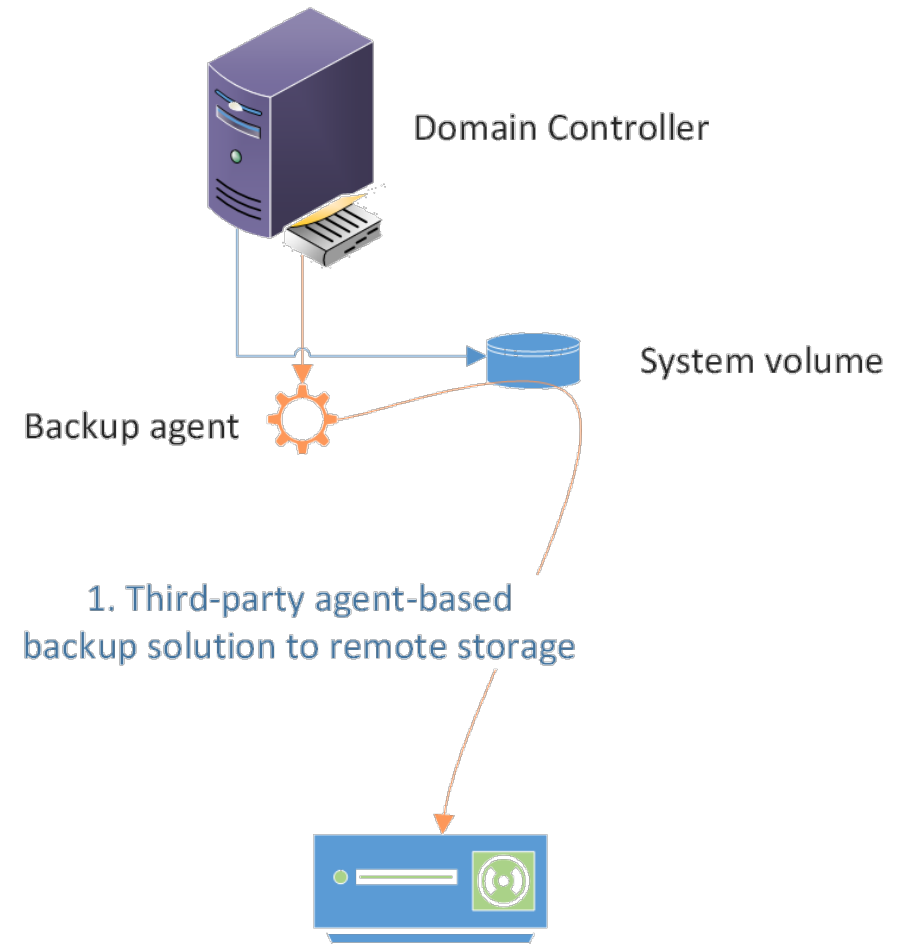 Domain Controller
System volume
Backup agent
1. Third-party agent-based
backup solution to remote storage